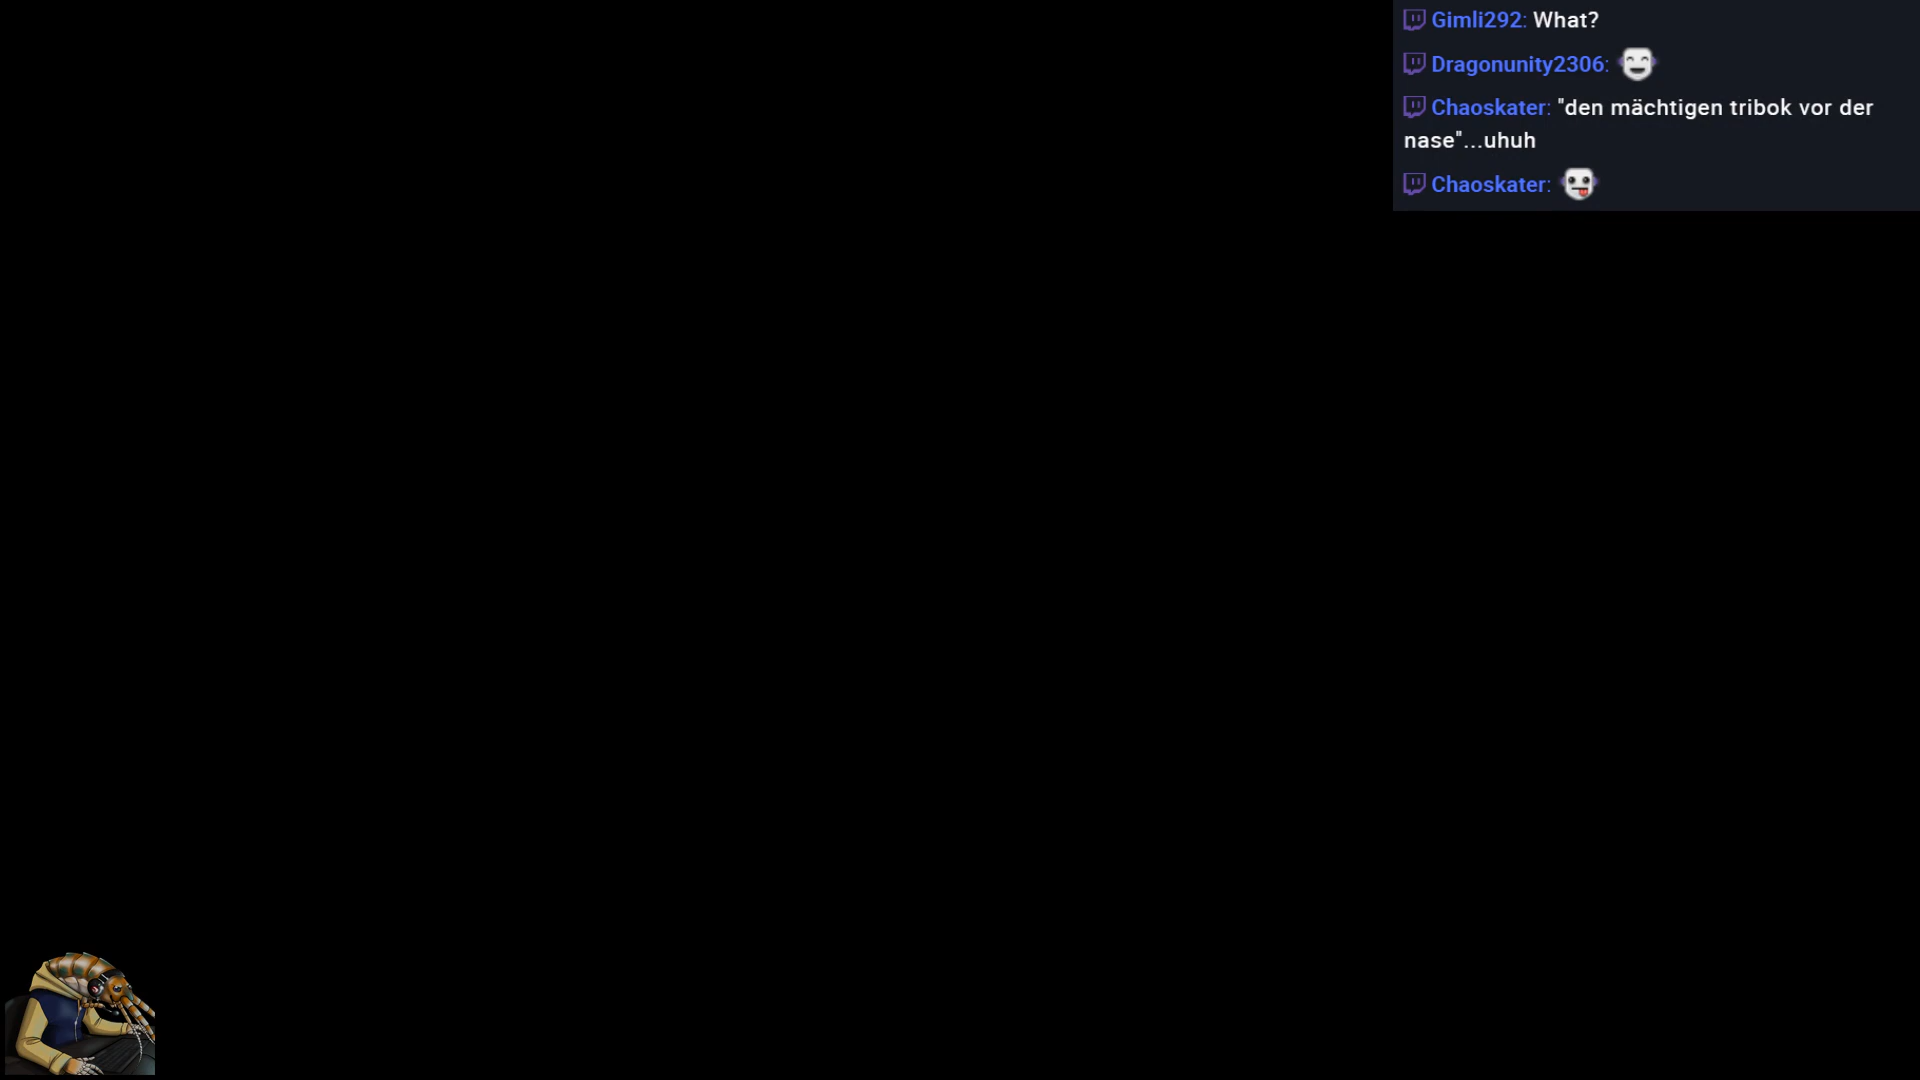 Gimli292: What?
Dragonunity2306:
Chaoskater: "den mächtigen tribok vor der
nase"...uhuh
Chaoskater: